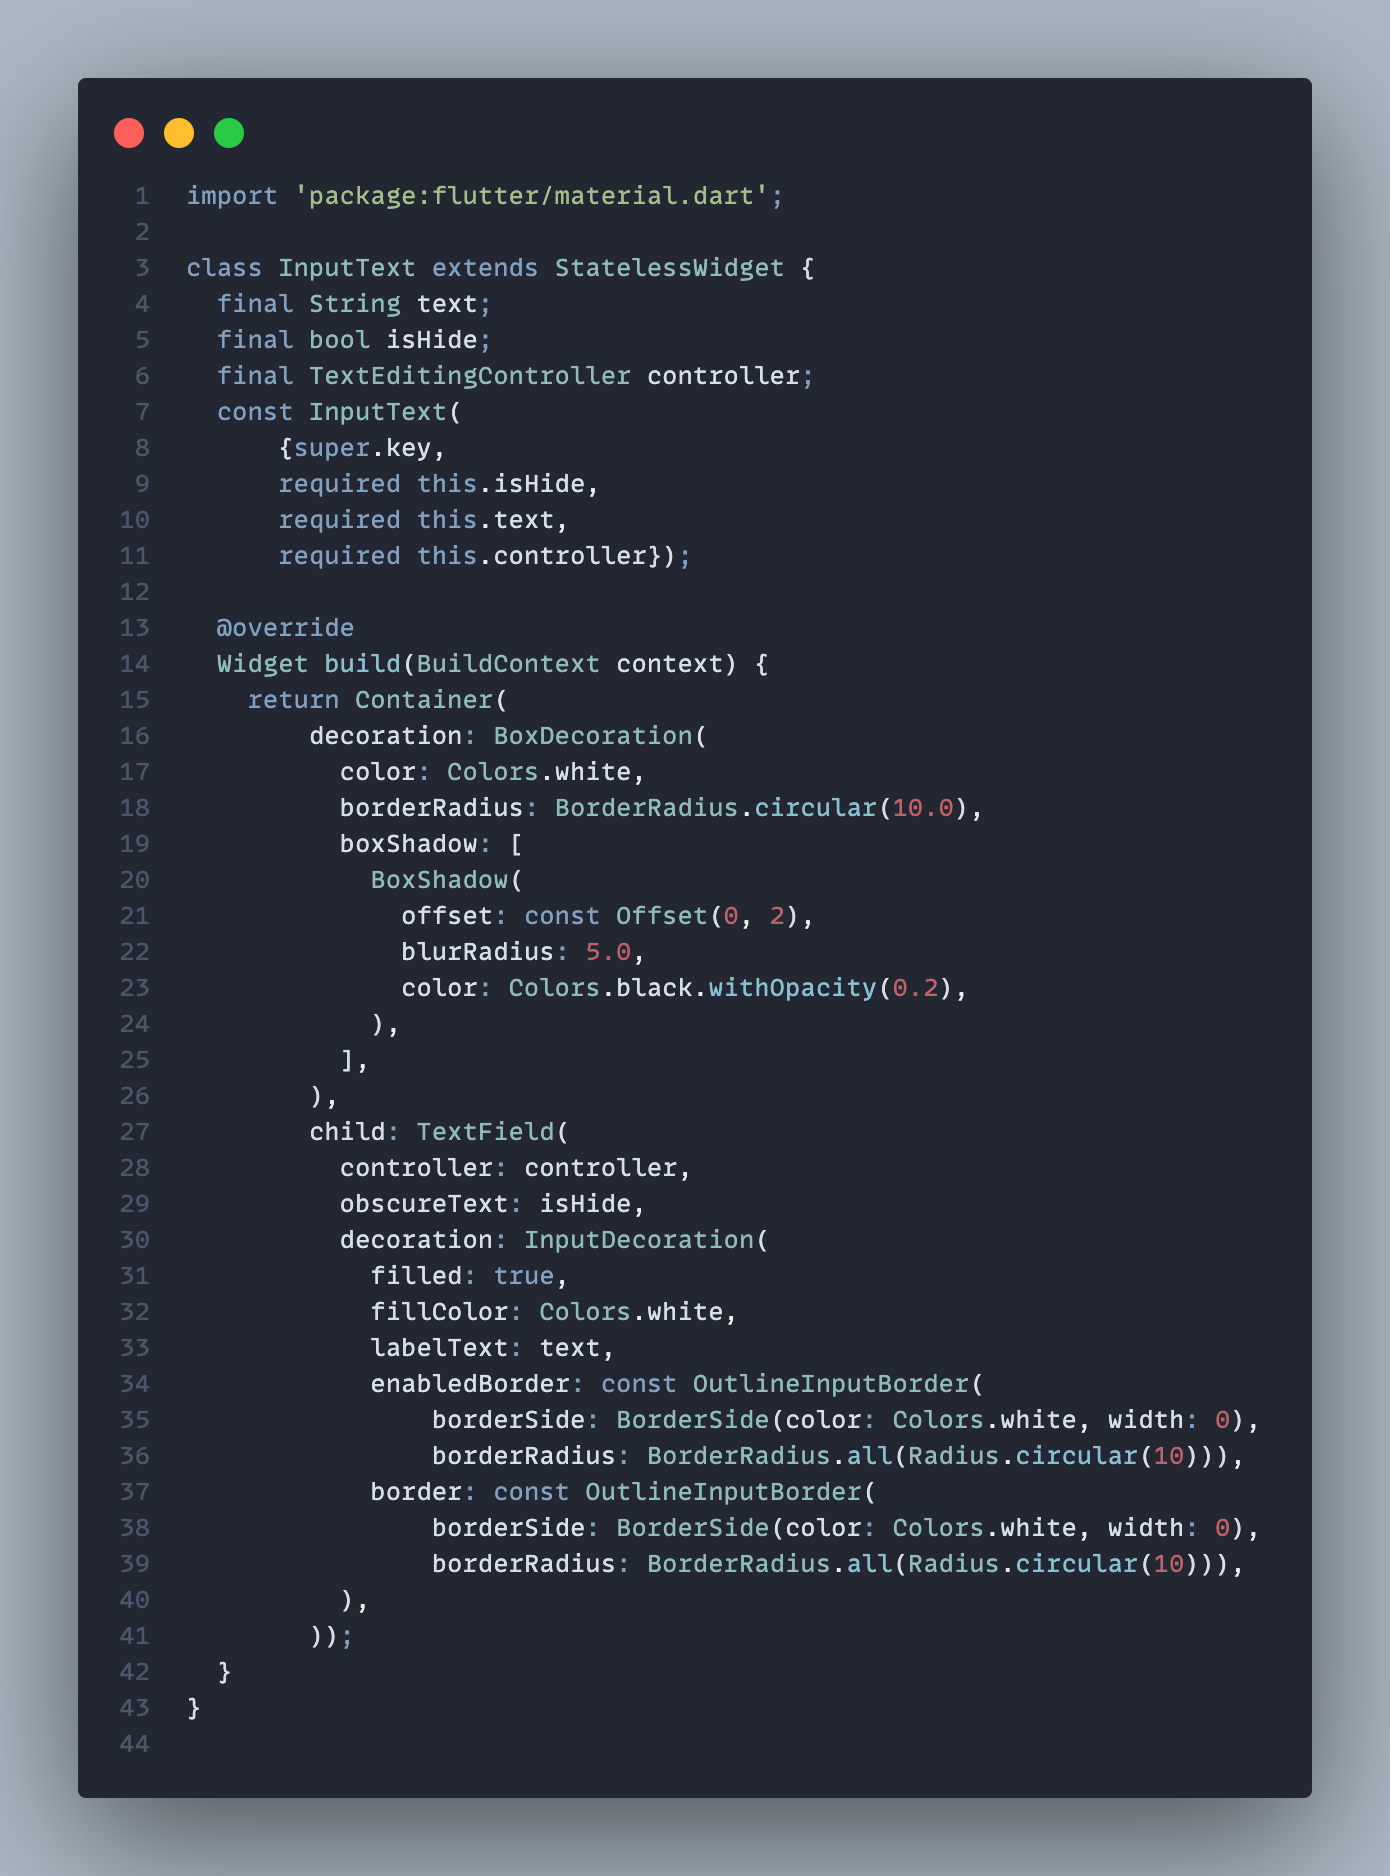 1 import 'package:flutter/material.dart';
2
3 class InputText extends StatelessWidget {
4   final String text;
5   final bool isHide;
6   final TextEditingController controller;
7   const InputText(
8       {super.key,
9       required this.isHide,
10       required this.text,
11       required this.controller});
12
13   @override
14   Widget build(BuildContext context) {
15     return Container(
16         decoration: BoxDecoration(
17           color: Colors.white,
18           borderRadius: BorderRadius.circular(10.0),
19           boxShadow: [
20             BoxShadow(
21               offset: const Offset(0, 2),
22               blurRadius: 5.0,
23               color: Colors.black.withOpacity(0.2),
24             ),
25           ],
26         ),
27         child: TextField(
28           controller: controller,
29           obscureText: isHide,
30           decoration: InputDecoration(
31             filled: true,
32             fillColor: Colors.white,
33             labelText: text,
34             enabledBorder: const OutlineInputBorder(
35                 borderSide: BorderSide(color: Colors.white, width: 0),
36                 borderRadius: BorderRadius.all(Radius.circular(10))),
37             border: const OutlineInputBorder(
38                 borderSide: BorderSide(color: Colors.white, width: 0),
39                 borderRadius: BorderRadius.all(Radius.circular(10))),
40           ),
41         ));
42   }
43 }
44